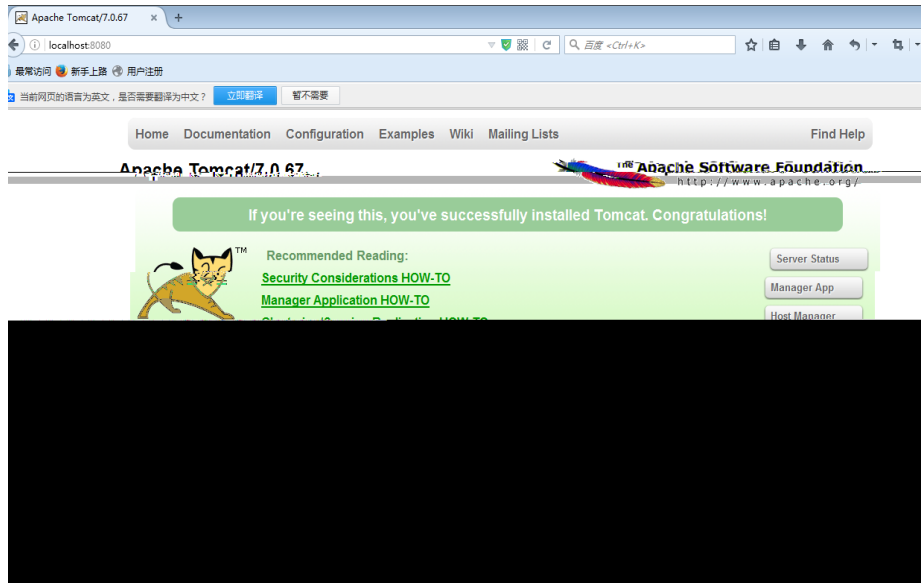 Apache Tomcat/7.0.67
localhost:8080
百度 <Ctrl+K>
最常访问 新手上路 用户注册
当前网页的语言为英文，是否需要翻译为中文？ 立即翻译 暂不需要
Home Documentation Configuration Examples Wiki Mailing Lists Find Help
Apache Tomcat/7.0.67
The Apache Software Foundation
http://www.apache.org/
If you're seeing this, you've successfully installed Tomcat. Congratulations!
TM
Recommended Reading:
Security Considerations HOW-TO
Manager Application HOW-TO
Server Status
Manager App
Host Manager